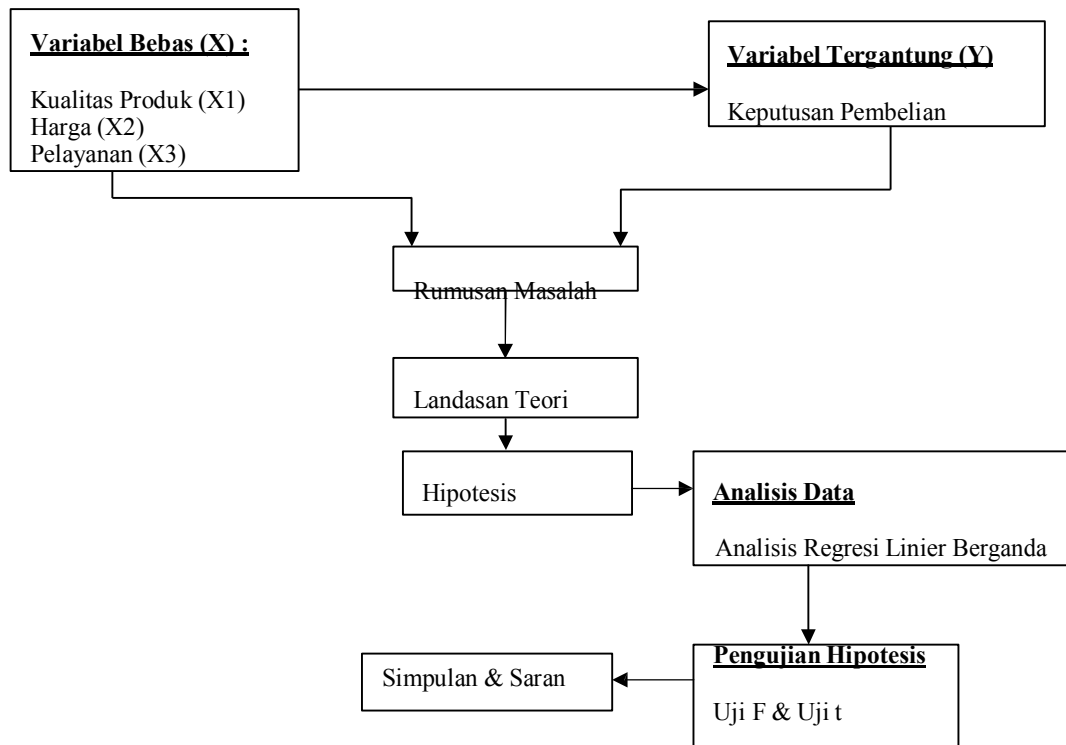 Variabel Bebas (X) :
Kualitas Produk (X1)
Harga (X2)
Pelayanan (X3)
Variabel Tergantung (Y)
Keputusan Pembelian
Rumusan Masalah
Landasan Teori
Hipotesis
Analisis Data
Analisis Regresi Linier Berganda
Pengujian Hipotesis
Uji F & Uji t
Simpulan & Saran